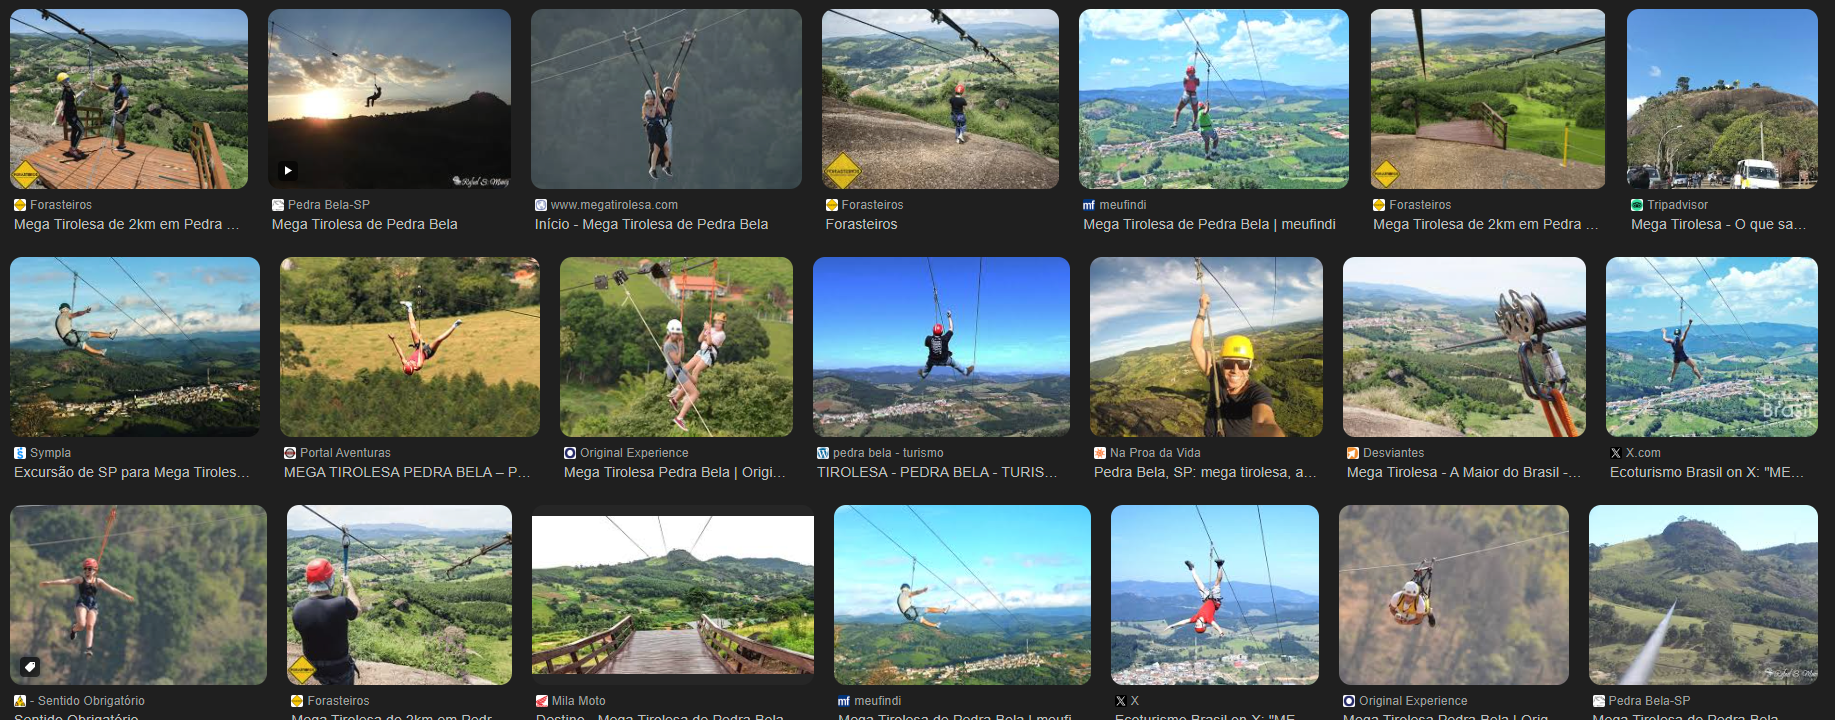 Forasteiros
Mega Tirolesa de 2km em Pedra ...
Rafael S. Muniz
Pedra Bela-SP
Mega Tirolesa de Pedra Bela
www.megatirolesa.com
Início - Mega Tirolesa de Pedra Bela
FORASTEIROS
Forasteiros
Forasteiros
mf meufindi
Mega Tirolesa de Pedra Bela | meufindi
Forasteiros
Mega Tirolesa de 2km em Pedra ...
Tripadvisor
Mega Tirolesa - O que sa...
Sympla
Excursão de SP para Mega Tiroles...
Portal Aventuras
MEGA TIROLESA PEDRA BELA – P...
Original Experience
Mega Tirolesa Pedra Bela | Origi...
pedra bela - turismo
TIROLESA - PEDRA BELA - TURIS...
Na Proa da Vida
Pedra Bela, SP: mega tirolesa, a...
Desviantes
Mega Tirolesa - A Maior do Brasil -...
Brasil
X.com
Ecoturismo Brasil on X: "ME...
- Sentido Obrigatório
Sentido Obrigatório
Forasteiros
Mega Tirolesa de 2km em Pedr
Mila Moto
Destino - Mega Tirolesa de Pedra Bela
mf meufindi
Mega Tirolesa de Pedra Bela | meufi
X
Ecoturismo Brasil on X: "ME
Original Experience
Mega Tirolesa Pedra Bela | Orig
Pedra Bela-SP
Mega Tirolesa de Pedra Bela